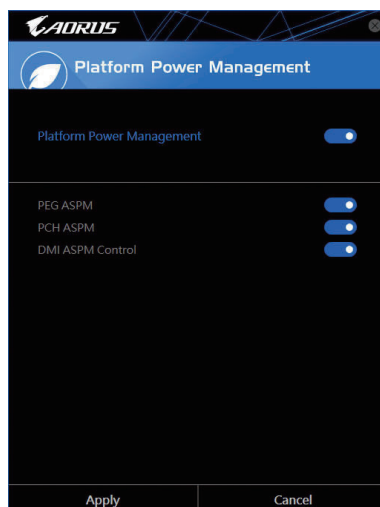 AORUS
Platform Power Management
Platform Power Management
PEG ASPM
PCH ASPM
DMI ASPM Control
Apply Cancel